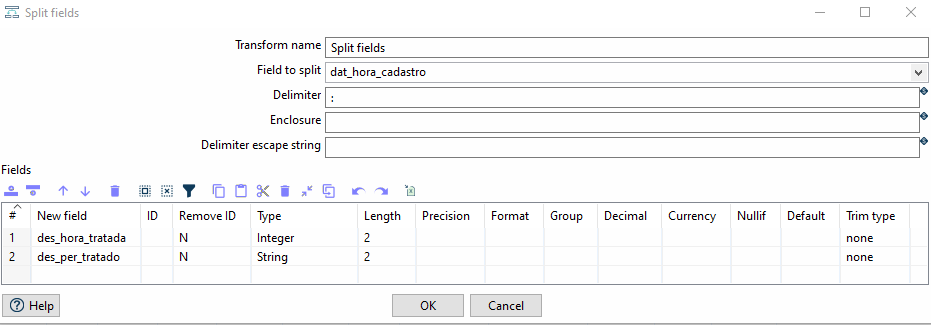 Split fields
Transform name Split fields
Field to split dat_hora_cadastro
Delimiter :
Enclosure
Delimiter escape string
Fields
# New field ID Remove ID Type Length Precision Format Group Decimal Currency Nullif Default Trim type
1 des_hora_tratada N Integer 2 none
2 des_per_tratado N String 2 none
Help OK Cancel